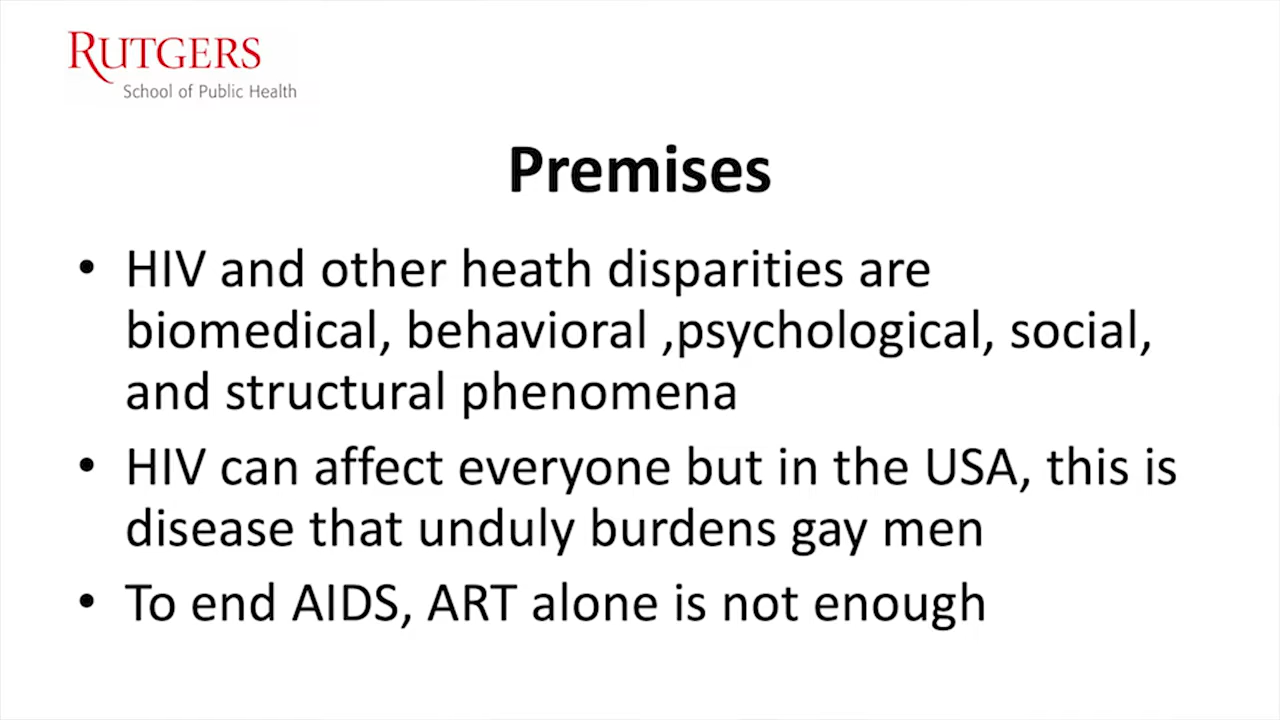 RUTGERS
School of Public Health
Premises
• HIV and other heath disparities are
biomedical, behavioral ,psychological, social,
and structural phenomena
• HIV can affect everyone but in the USA, this is
disease that unduly burdens gay men
• To end AIDS, ART alone is not enough